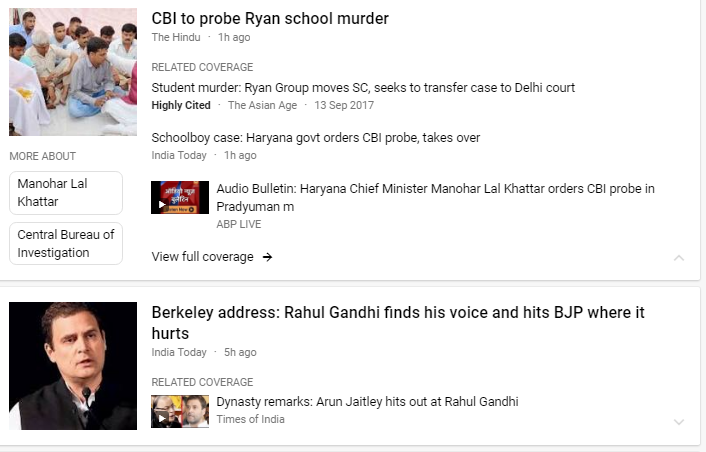 CBI to probe Ryan school murder
The Hindu · 1h ago
RELATED COVERAGE
Student murder: Ryan Group moves SC, seeks to transfer case to Delhi court
Highly Cited · The Asian Age · 13 Sep 2017
Schoolboy case: Haryana govt orders CBI probe, takes over
India Today · 1h ago
MORE ABOUT
Manohar Lal
Khattar
Central Bureau of
Investigation
ऑडियो न्यूज़
बुलेटिन
Audio Bulletin: Haryana Chief Minister Manohar Lal Khattar orders CBI probe in
Pradyuman m
ABP LIVE
View full coverage →
Berkeley address: Rahul Gandhi finds his voice and hits BJP where it
hurts
India Today · 5h ago
RELATED COVERAGE
Dynasty remarks: Arun Jaitley hits out at Rahul Gandhi
Times of India